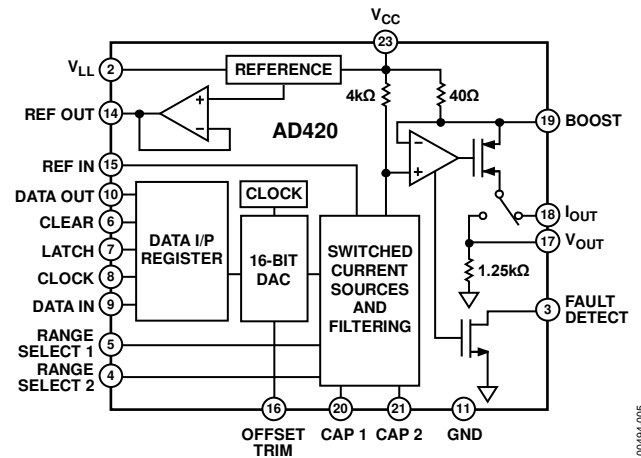 VCC
23
VLL
2
REFERENCE
4kΩ
40Ω
REF OUT
14
+
−
AD420
−
+
19
BOOST
REF IN
15
DATA OUT
10
CLEAR
6
LATCH
7
CLOCK
8
DATA IN
9
RANGE
SELECT 1
5
RANGE
SELECT 2
4
DATA I/P
REGISTER
CLOCK
16-BIT
DAC
SWITCHED
CURRENT
SOURCES
AND
FILTERING
18
IOUT
17
VOUT
1.25kΩ
3
FAULT
DETECT
16
OFFSET
TRIM
20
CAP 1
21
CAP 2
11
GND
00494-005